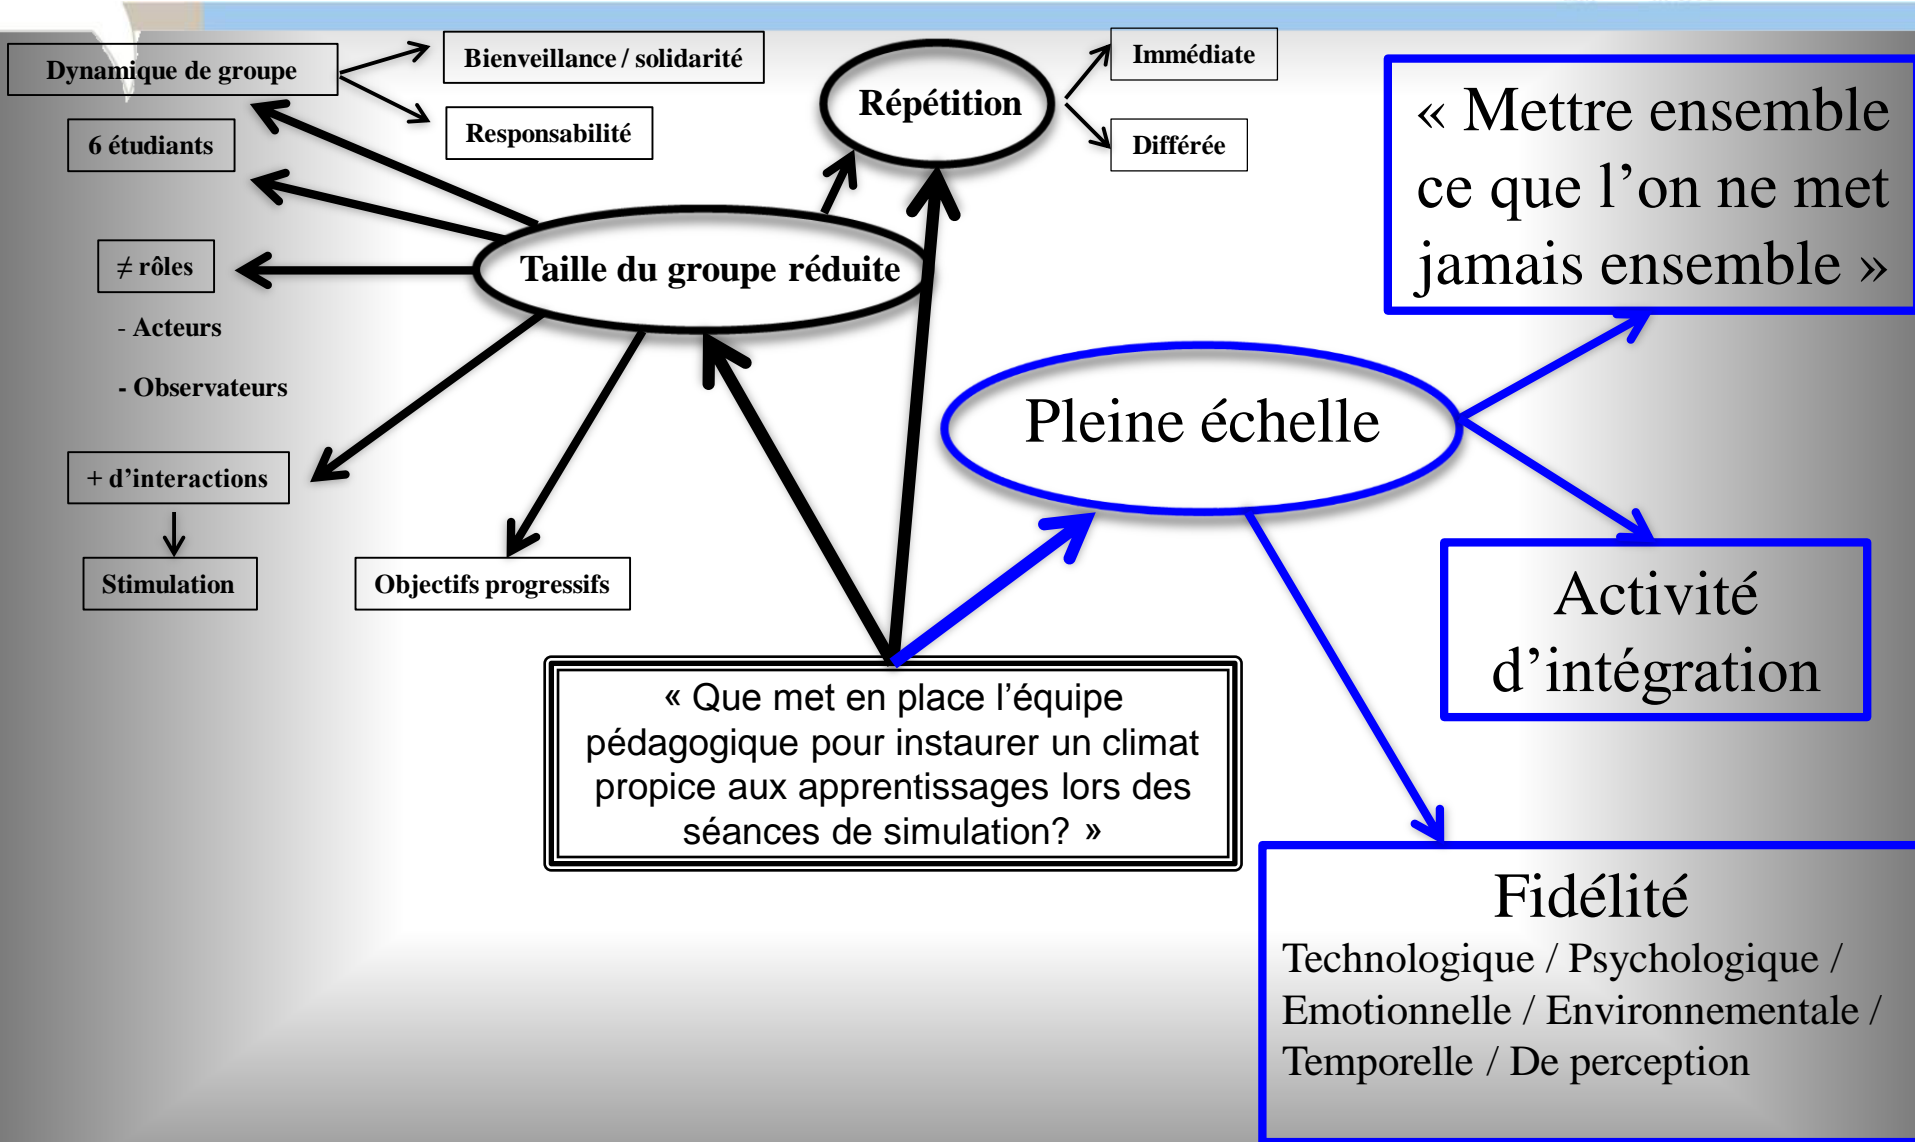 Dynamique de groupe
Bienveillance / solidarité
Responsabilité
6 étudiants
≠ rôles
- Acteurs
- Observateurs
+ d’interactions
Stimulation
Objectifs progressifs
Taille du groupe réduite
Répétition
Immédiate
Différée
Pleine échelle
« Mettre ensemble
ce que l’on ne met
jamais ensemble »
Activité
d’intégration
« Que met en place l’équipe
pédagogique pour instaurer un climat
propice aux apprentissages lors des
séances de simulation? »
Fidélité
Technologique / Psychologique /
Emotionnelle / Environnementale /
Temporelle / De perception